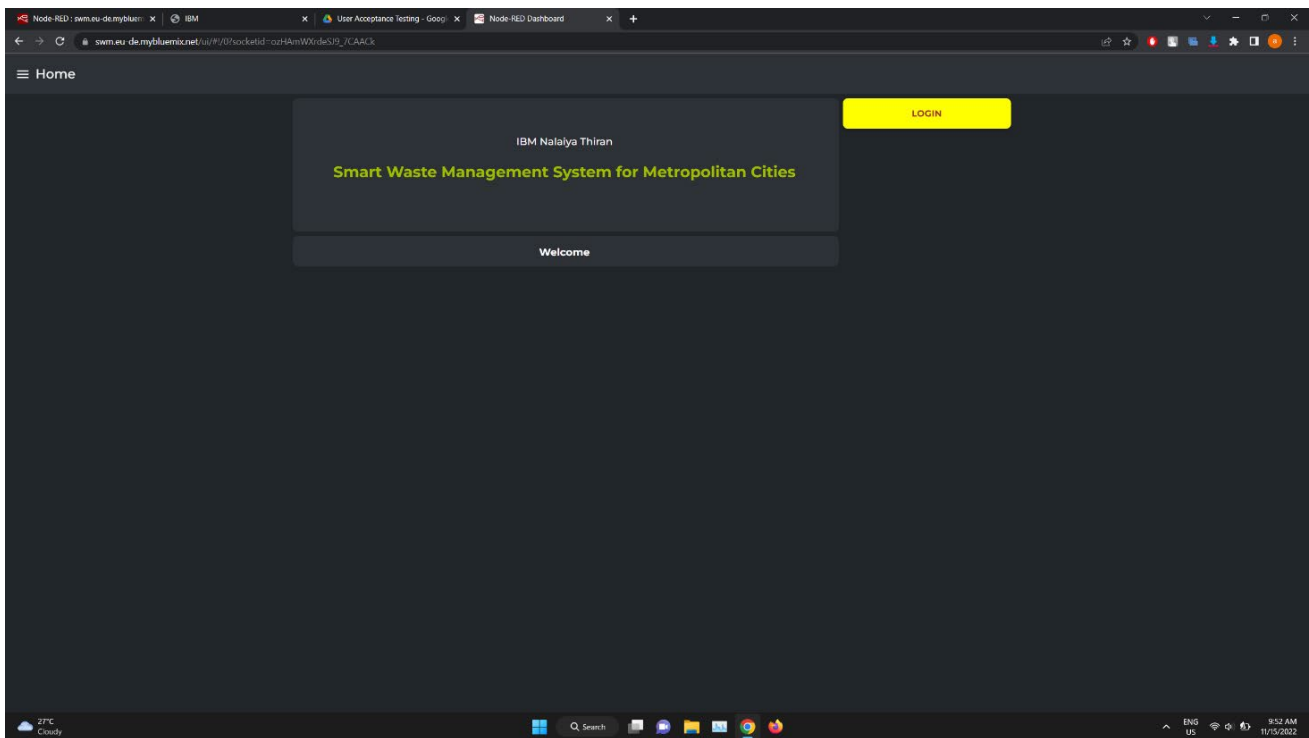 Node-RED : swm.eu-de.mybluem
IBM
User Acceptance Testing - Googl
Node-RED Dashboard
swm.eu-de.mybluemix.net/ui/#!/0?socketid=ozHAmWXrdeSJ9_7CAACk
Home
LOGIN
IBM Nalaiya Thiran
Smart Waste Management System for Metropolitan Cities
Welcome
27°C
Cloudy
Search
ENG
US
9:52 AM
11/15/2022